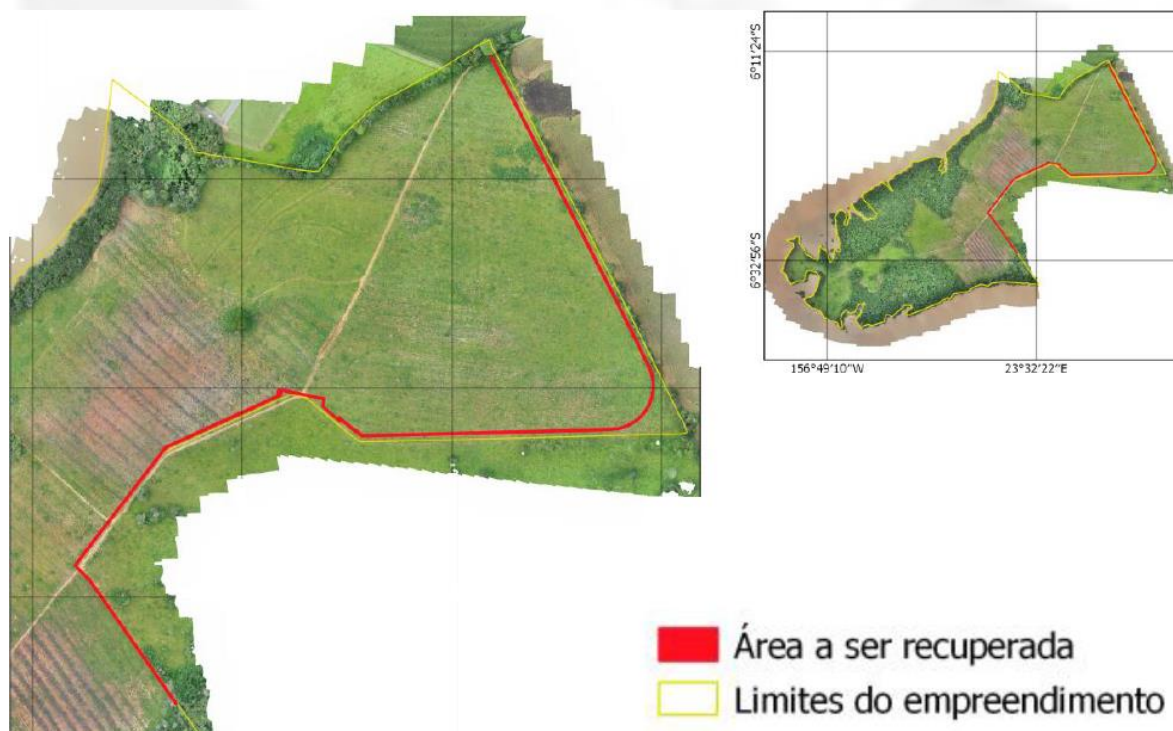 6°11′24″S
6°32′56″S
156°49′10″W
23°32′22″E
Área a ser recuperada
Limites do empreendimento